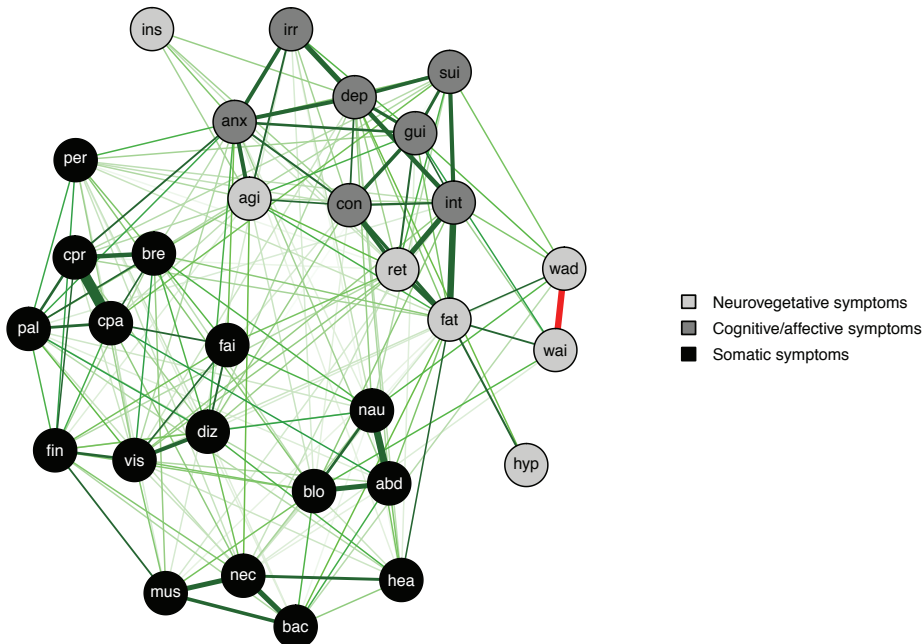 ins
irr
sui
dep
anx
gui
per
agi
con
int
cpr
bre
ret
wad
pal
cpa
fat
fai
wai
nau
diz
fin
vis
hyp
blo
abd
nec
hea
mus
bac
Neurovegetative symptoms
Cognitive/affective symptoms
Somatic symptoms